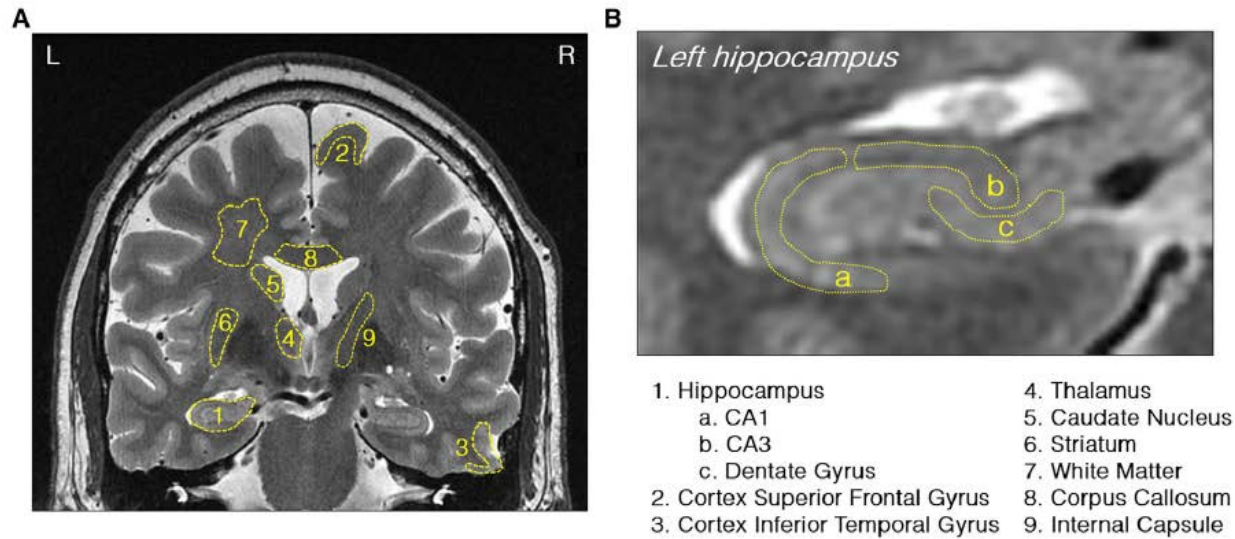 A
B
L
R
2
7
8
5
6
4
9
1
3
Left hippocampus
b
c
a
1. Hippocampus
a. CA1
b. CA3
c. Dentate Gyrus
2. Cortex Superior Frontal Gyrus
3. Cortex Inferior Temporal Gyrus
4. Thalamus
5. Caudate Nucleus
6. Striatum
7. White Matter
8. Corpus Callosum
9. Internal Capsule